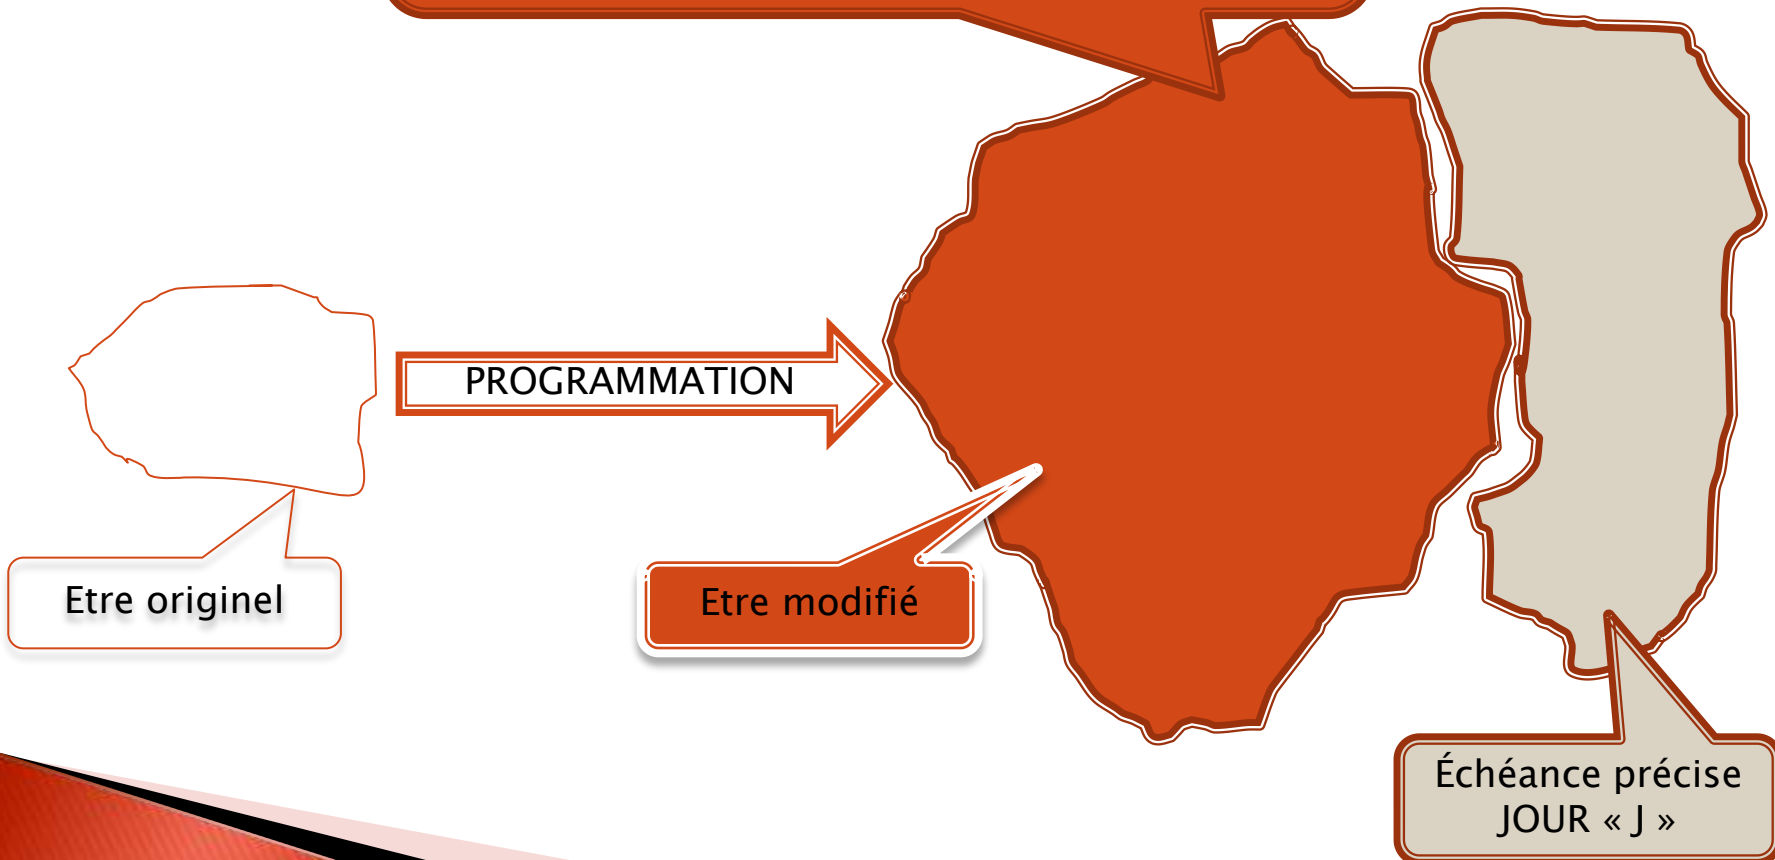 PROGRAMMATION
Etre originel
Etre modifié
Échéance précise
JOUR « J »